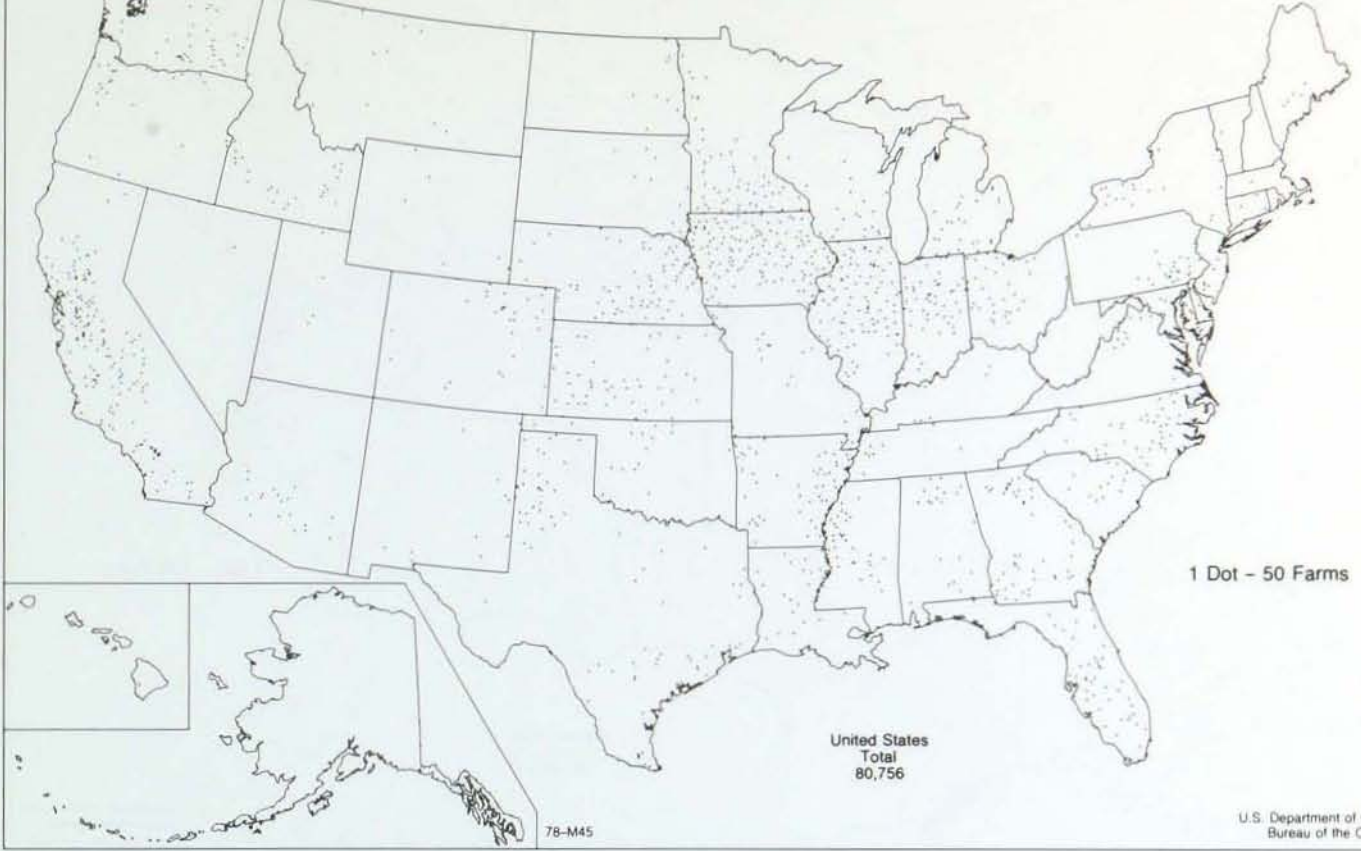 1 Dot – 50 Farms
United States
Total
80,756
78–M45
U.S. Department of
Bureau of the